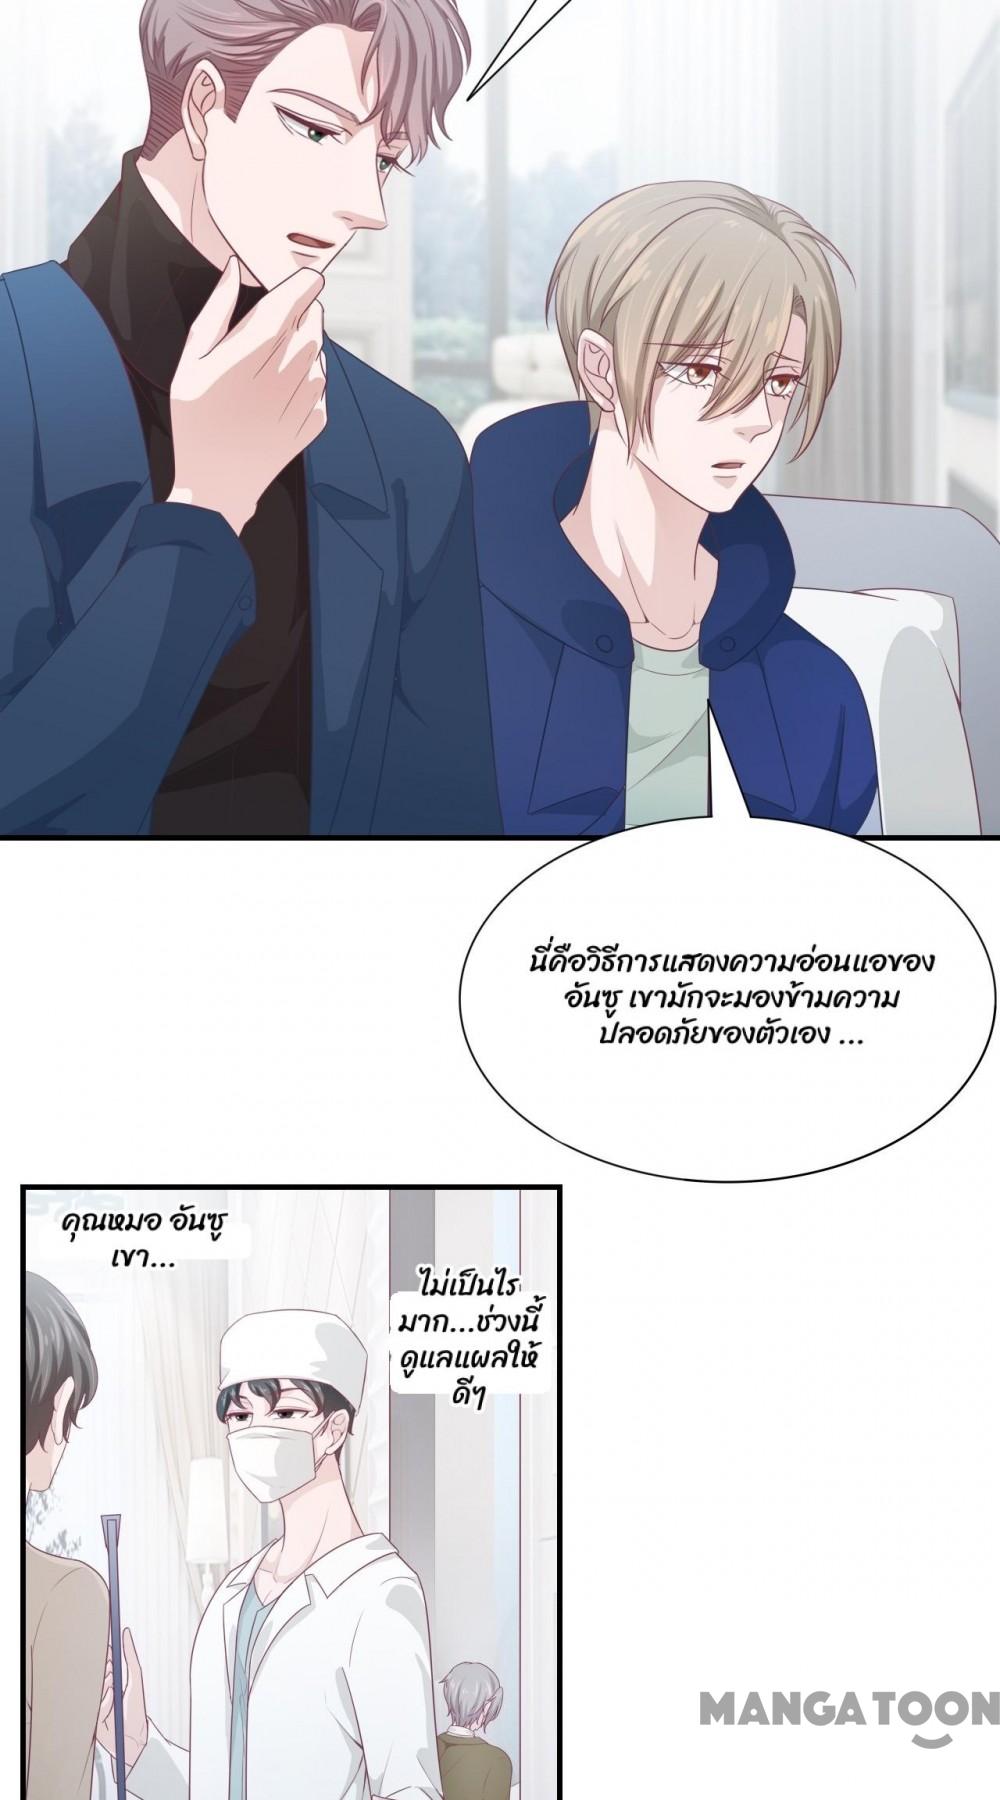 นี่คือวิธีการแสดงความอ่อนแอของ
อันซู เขามักจะมองข้ามความ
ปลอดภัยของตัวเอง ...
คุณหมอ อันซู
เขา...
ไม่เป็นไร
มาก...ช่วงนี้
ดูแลแผลให้
ดีๆ
MANGATOON